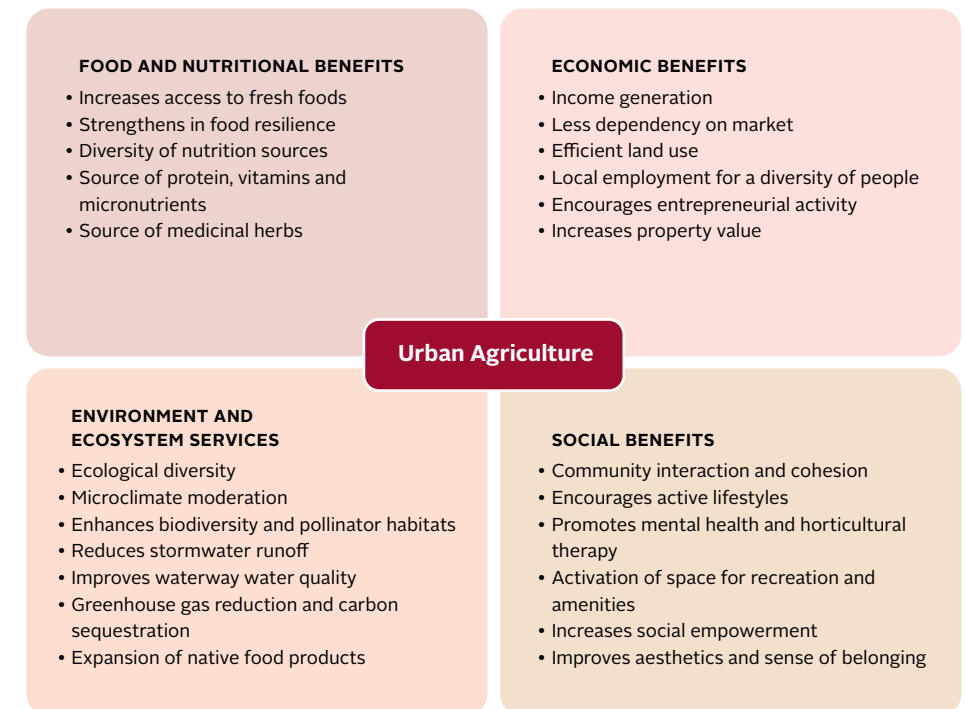 FOOD AND NUTRITIONAL BENEFITS
• Increases access to fresh foods
• Strengthens in food resilience
• Diversity of nutrition sources
• Source of protein, vitamins and
micronutrients
• Source of medicinal herbs
ECONOMIC BENEFITS
• Income generation
• Less dependency on market
• Efficient land use
• Local employment for a diversity of people
• Encourages entrepreneurial activity
• Increases property value
Urban Agriculture
ENVIRONMENT AND
ECOSYSTEM SERVICES
• Ecological diversity
• Microclimate moderation
• Enhances biodiversity and pollinator habitats
• Reduces stormwater runoff
• Improves waterway water quality
• Greenhouse gas reduction and carbon
sequestration
• Expansion of native food products
SOCIAL BENEFITS
• Community interaction and cohesion
• Encourages active lifestyles
• Promotes mental health and horticultural
therapy
• Activation of space for recreation and
amenities
• Increases social empowerment
• Improves aesthetics and sense of belonging